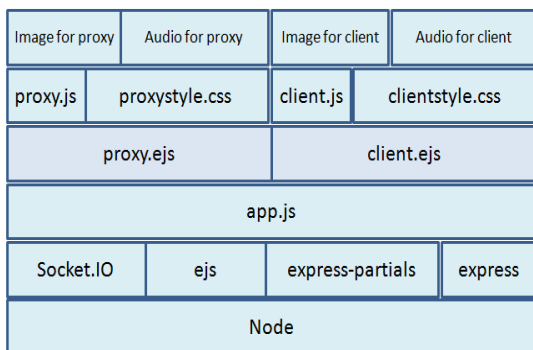 Image for proxy Audio for proxy Image for client Audio for client
proxy.js proxystyle.css client.js clientstyle.css
proxy.ejs client.ejs
app.js
Socket.IO ejs express-partials express
Node